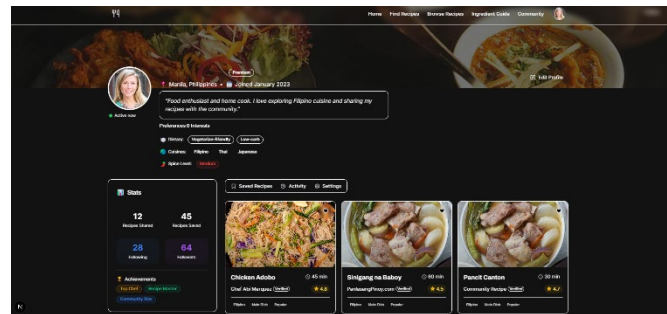 Home Find Recipes Browse Recipes Ingredient Guide Community
Premium
Manila, Philippines • Joined January 2023
Edit Profile
"Food enthusiast and home cook. I love exploring Filipino cuisine and sharing my
recipes with the community."
Active now
Preferences & Interests
Dietary: Vegetarian-friendly Low-carb
Cuisines: Filipino Thai Japanese
Spice Level: Medium
Stats
Saved Recipes Activity Settings
12 45
Recipes Shared Recipes Saved
28 64
Following Followers
Achievements
Top Chef Recipe Master
Community Star
Chicken Adobo 45 min
Chef Abi Marquez Verified 4.8
Filipino Main Dish Popular
Sinigang na Baboy 60 min
PanlasangPinoy.com Verified 4.5
Filipino Main Dish Popular
Pancit Canton 30 min
Community Recipe Verified 4.7
Filipino Main Dish Popular
N